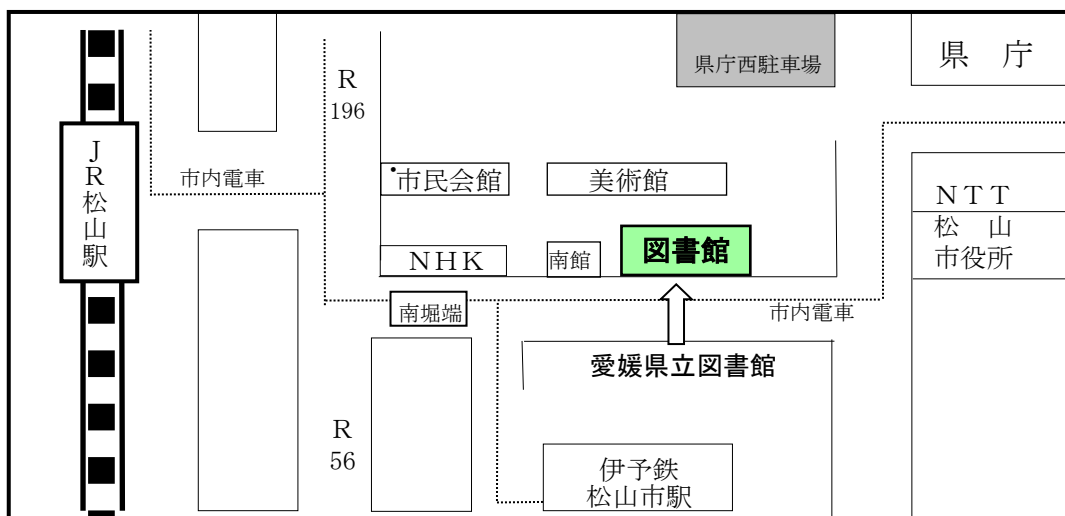 県庁西駐車場
県　庁
Ｒ
196
ＪＲ松山駅
市内電車
市民会館
美術館
ＮＴＴ
松　山
市役所
ＮＨＫ
南館
図書館
南堀端
市内電車
愛媛県立図書館
Ｒ
56
伊予鉄
松山市駅